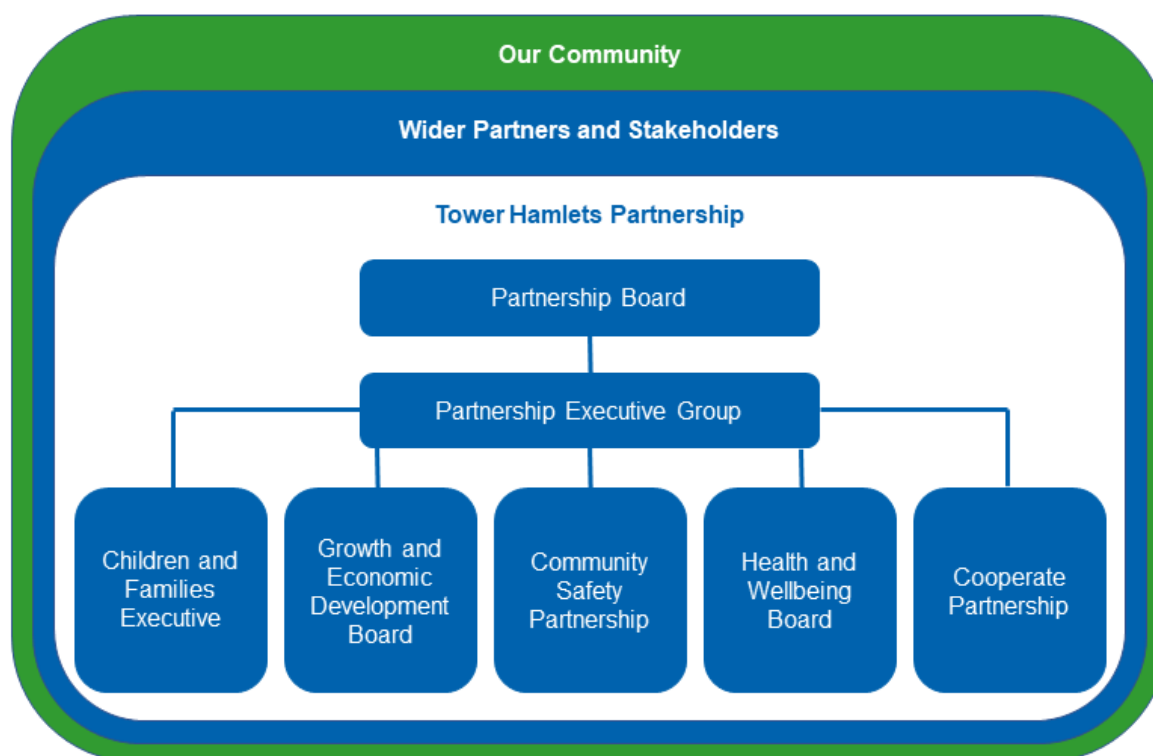 Our Community
Wider Partners and Stakeholders
Tower Hamlets Partnership
Partnership Board
Partnership Executive Group
Children and
Families
Executive
Growth and
Economic
Development
Board
Community
Safety
Partnership
Health and
Wellbeing
Board
Cooperate
Partnership